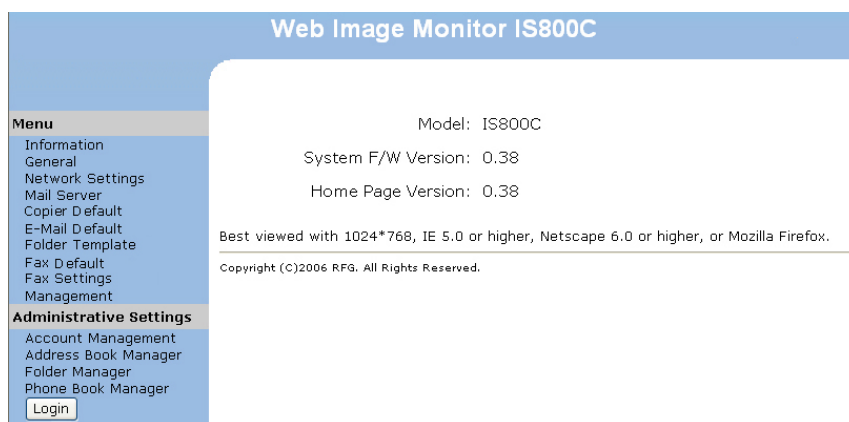 Web Image Monitor IS800C
Menu
Information
General
Network Settings
Mail Server
Copier Default
E-Mail Default
Folder Template
Fax Default
Fax Settings
Management
Administrative Settings
Account Management
Address Book Manager
Folder Manager
Phone Book Manager
Login
Model: IS800C
System F/W Version: 0.38
Home Page Version: 0.38
Best viewed with 1024*768, IE 5.0 or higher, Netscape 6.0 or higher, or Mozilla Firefox.
Copyright (C)2006 RFG. All Rights Reserved.